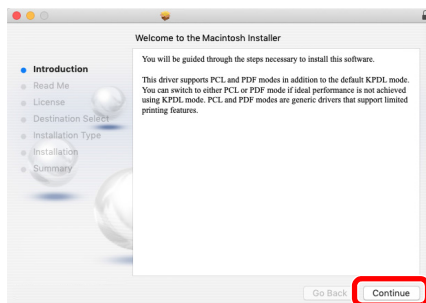 Welcome to the Macintosh Installer
You will be guided through the steps necessary to install this software.
This driver supports PCL and PDF modes in addition to the default KPDL mode.
You can switch to either PCL or PDF mode if ideal performance is not achieved
using KPDL mode. PCL and PDF modes are generic drivers that support limited
printing features.
Introduction
Read Me
License
Destination Select
Installation Type
Installation
Summary
Go Back
Continue